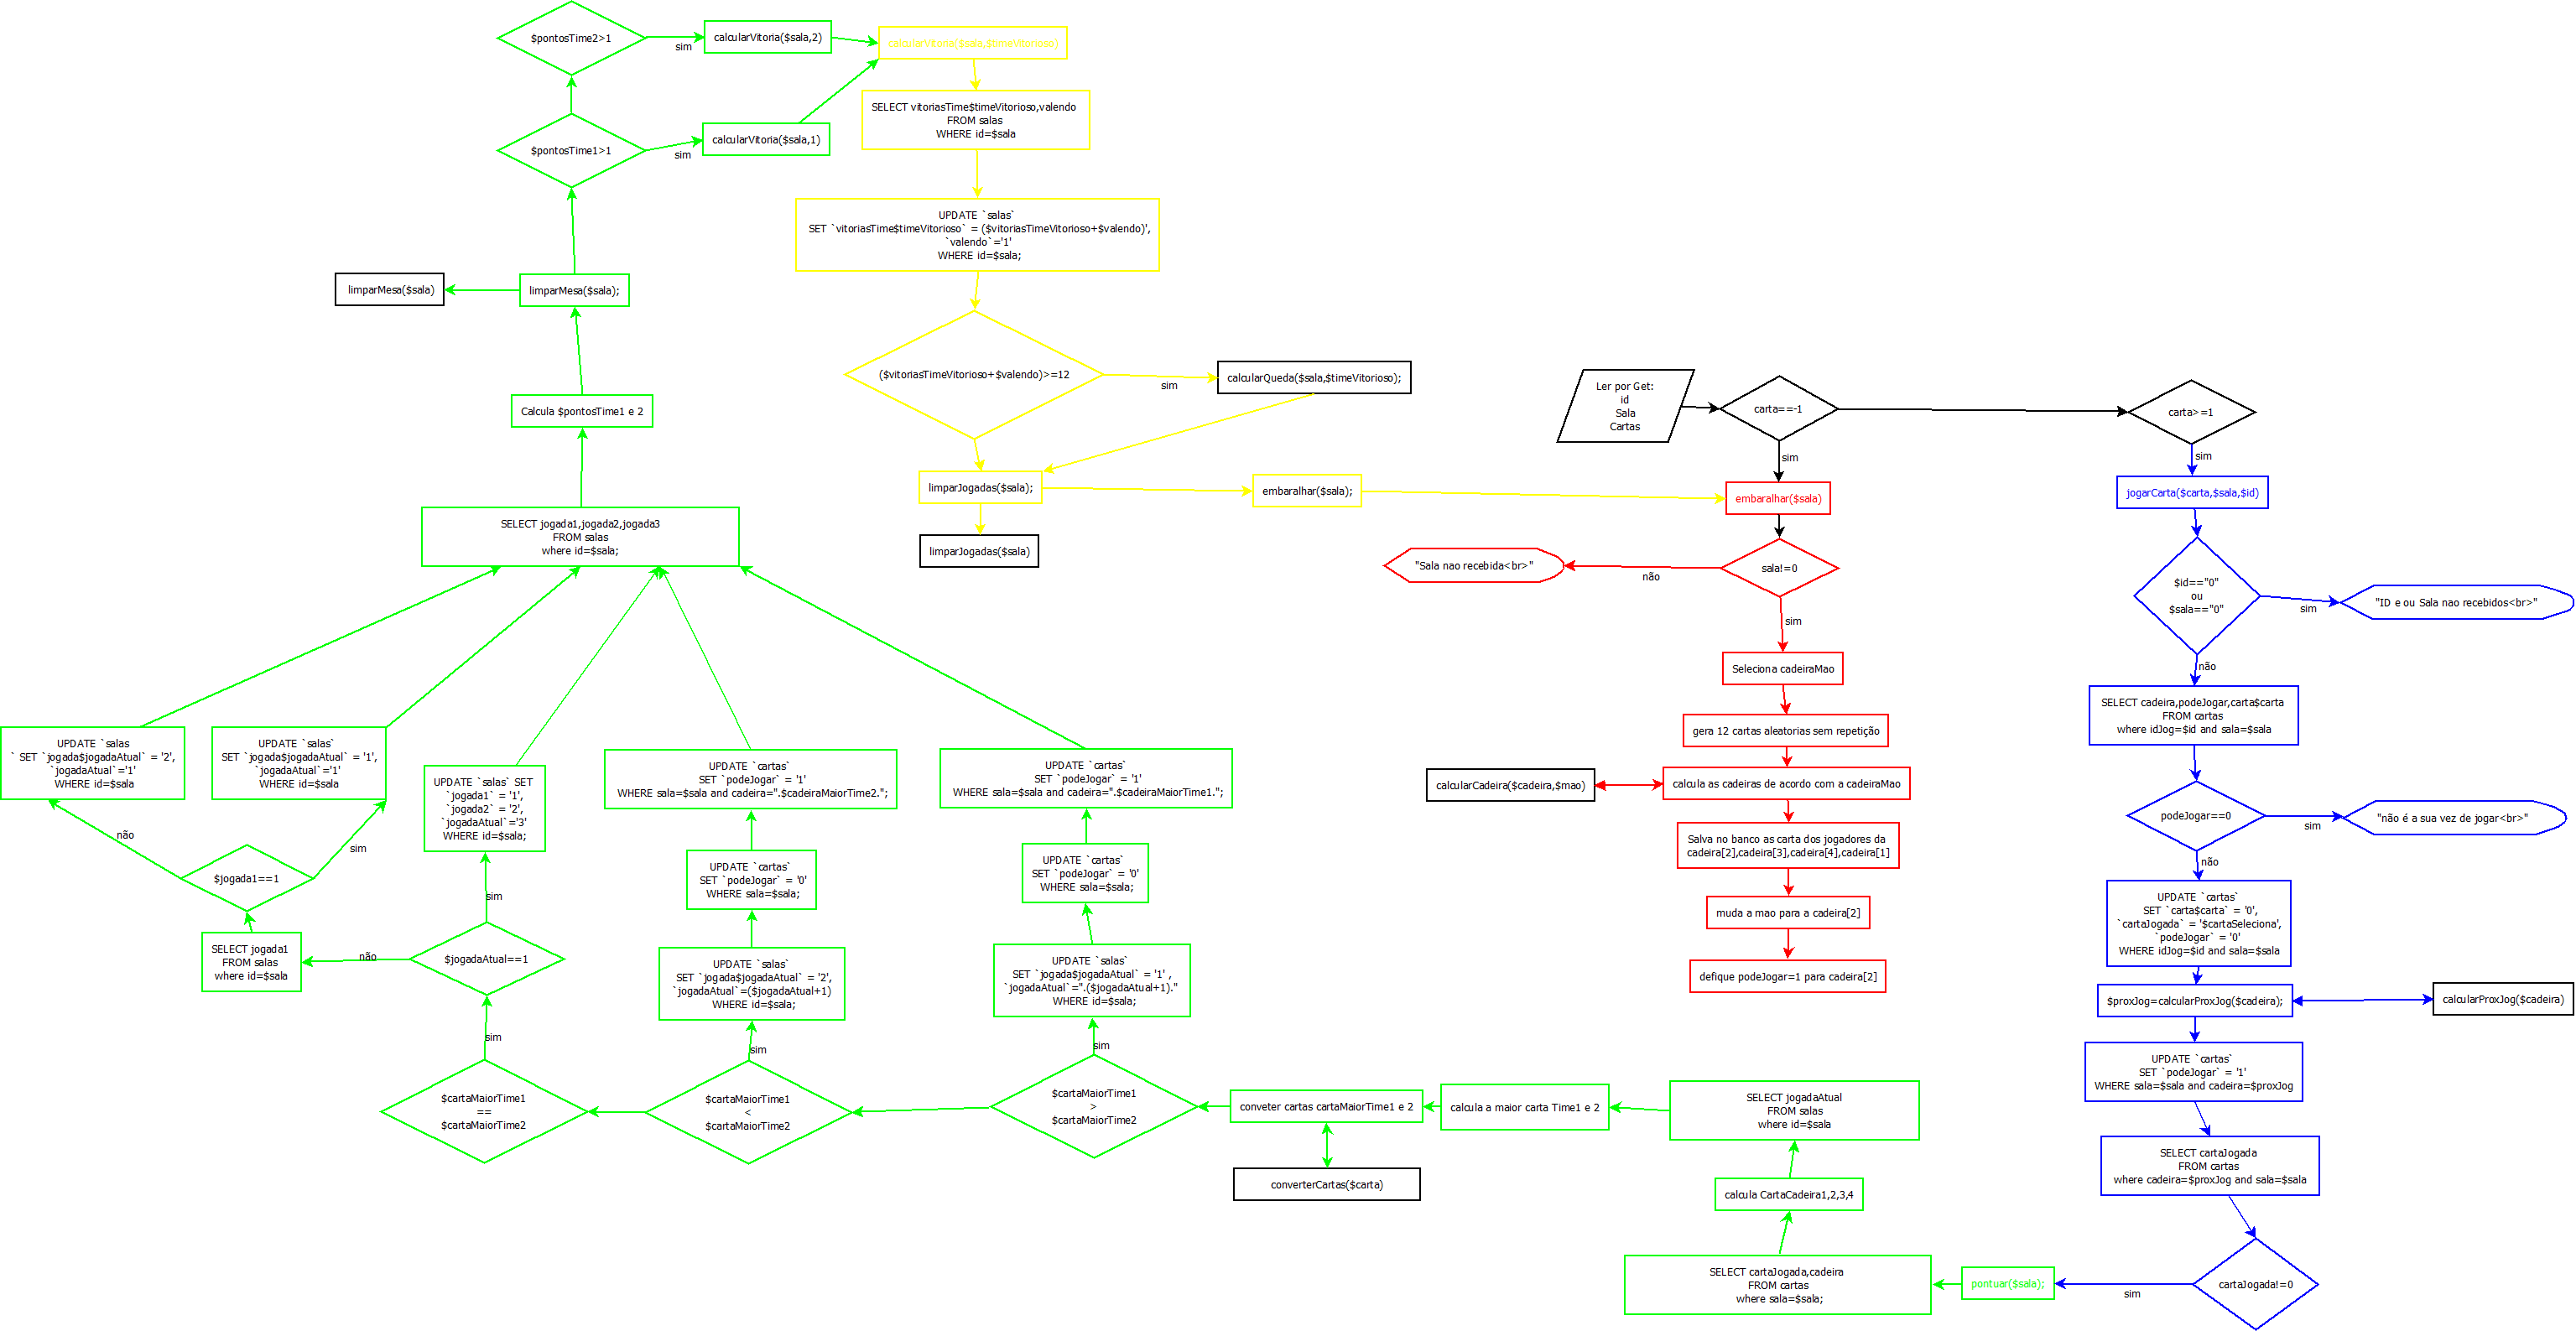 $pontosTime2>1
sim
calcularVitoria($sala,2)
calcularVitoria($sala,$timeVitorioso)
$pontosTime1>1
sim
calcularVitoria($sala,1)
SELECT vitoriasTime$timeVitorioso,valendo
FROM salas
WHERE id=$sala
UPDATE `salas`
SET `vitoriasTime$timeVitorioso` = ($vitoriasTimeVitorioso+$valendo)',
`valendo`='1'
WHERE id=$sala;
limparMesa($sala)
limparMesa($sala);
($vitoriasTimeVitorioso+$valendo)>=12
sim
calcularQueda($sala,$timeVitorioso);
Calcula $pontosTime1 e 2
Ler por Get:
id
Sala
Cartas
carta==-1
sim
carta>=1
sim
limparJogadas($sala);
embaralhar($sala);
embaralhar($sala)
jogarCarta($carta,$sala,$id)
SELECT jogada1,jogada2,jogada3
FROM salas
where id=$sala;
limparJogadas($sala)
"Sala nao recebida<br>"
não
sala!=0
sim
$id=="0"
ou
$sala=="0"
sim
"ID e ou Sala nao recebidos<br>"
não
Seleciona cadeiraMao
SELECT cadeira,podeJogar,carta$carta
FROM cartas
where idJog=$id and sala=$sala
gera 12 cartas aleatorias sem repetição
UPDATE `salas
` SET `jogada$jogadaAtual` = '2',
`jogadaAtual`='1'
WHERE id=$sala
UPDATE `salas`
SET `jogada$jogadaAtual` = '1',
`jogadaAtual`='1'
WHERE id=$sala
UPDATE `salas` SET
`jogada1` = '1',
`jogada2` = '2',
`jogadaAtual`='3'
WHERE id=$sala;
UPDATE `cartas`
SET `podeJogar` = '1'
WHERE sala=$sala and cadeira=".$cadeiraMaiorTime2.";
UPDATE `cartas`
SET `podeJogar` = '1'
WHERE sala=$sala and cadeira=".$cadeiraMaiorTime1.";
calcularCadeira($cadeira,$mao)
calcula as cadeiras de acordo com a cadeiraMao
podeJogar==0
sim
"não é a sua vez de jogar<br>"
não
não
sim
$jogada1==1
Salva no banco as carta dos jogadores da
cadeira[2],cadeira[3],cadeira[4],cadeira[1]
UPDATE `cartas`
SET `podeJogar` = '0'
WHERE sala=$sala;
UPDATE `cartas`
SET `podeJogar` = '0'
WHERE sala=$sala;
sim
muda a mao para a cadeira[2]
UPDATE `cartas`
SET `carta$carta` = '0',
`cartaJogada` = '$cartaSeleciona',
`podeJogar` = '0'
WHERE idJog=$id and sala=$sala
SELECT jogada1
FROM salas
where id=$sala
não
$jogadaAtual==1
UPDATE `salas`
SET `jogada$jogadaAtual` = '2',
`jogadaAtual`=($jogadaAtual+1)
WHERE id=$sala;
UPDATE `salas`
SET `jogada$jogadaAtual` = '1' ,
`jogadaAtual`=".($jogadaAtual+1)."
WHERE id=$sala;
defique podeJogar=1 para cadeira[2]
$proxJog=calcularProxJog($cadeira);
calcularProxJog($cadeira)
sim
sim
sim
UPDATE `cartas`
SET `podeJogar` = '1'
WHERE sala=$sala and cadeira=$proxJog
$cartaMaiorTime1
==
$cartaMaiorTime2
$cartaMaiorTime1
<
$cartaMaiorTime2
$cartaMaiorTime1
>
$cartaMaiorTime2
conveter cartas cartaMaiorTime1 e 2
calcula a maior carta Time1 e 2
SELECT jogadaAtual
FROM salas
where id=$sala
converterCartas($carta)
calcula CartaCadeira1,2,3,4
SELECT cartaJogada
FROM cartas
where cadeira=$proxJog and sala=$sala
SELECT cartaJogada,cadeira
FROM cartas
where sala=$sala;
pontuar($sala);
sim
cartaJogada!=0